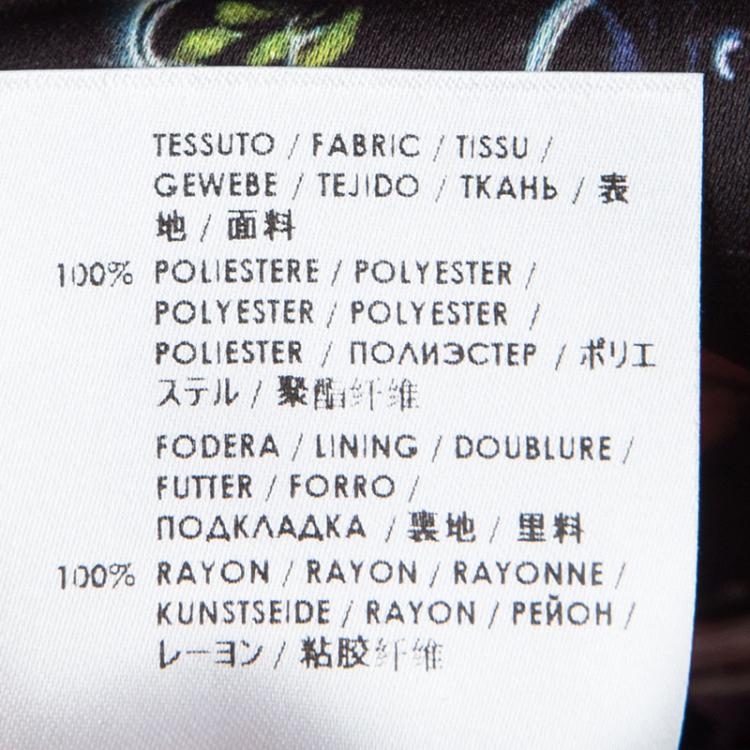 TESSUTO / FABRIC / TISSU /
GEWEBE / TEJIDO / ТКАНЬ / 表
地 / 面料
100% POLIESTERE / POLYESTER /
POLYESTER / POLYESTER /
POLIESTER / ПОЛИЭСТЕР / ポリエ
ステル / 聚酯纤维
FODERA / LINING / DOUBLURE /
FUTTER / FORRO /
ПОДКЛАДКА / 裏地 / 里料
100% RAYON / RAYON / RAYONNE /
KUNSTSEIDE / RAYON / РЕЙОН /
レーヨン / 粘胶纤维